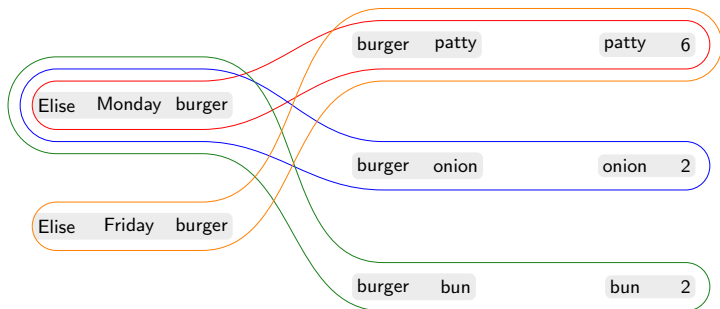 burger patty patty 6
Elise Monday burger
burger onion onion 2
Elise Friday burger
burger bun bun 2